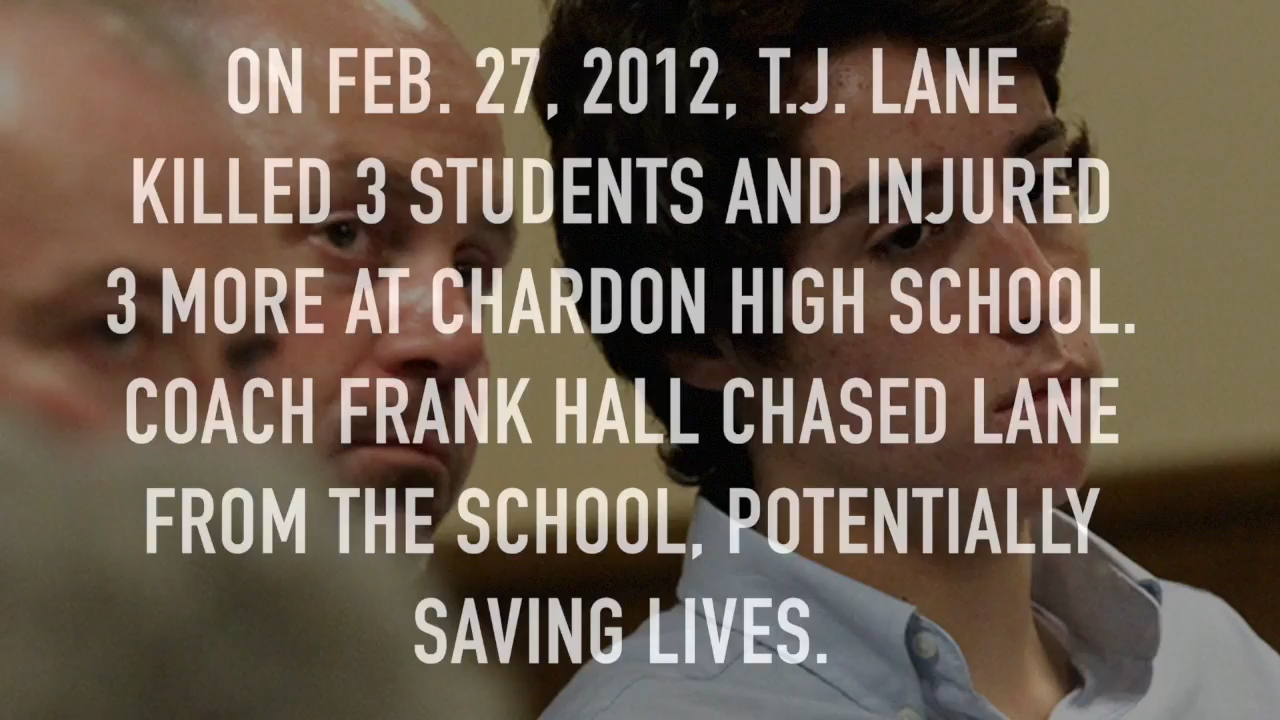 ON FEB. 27, 2012, T.J. LANE
KILLED 3 STUDENTS AND INJURED
3 MORE AT CHARDON HIGH SCHOOL.
COACH FRANK HALL CHASED LANE
FROM THE SCHOOL, POTENTIALLY
SAVING LIVES.